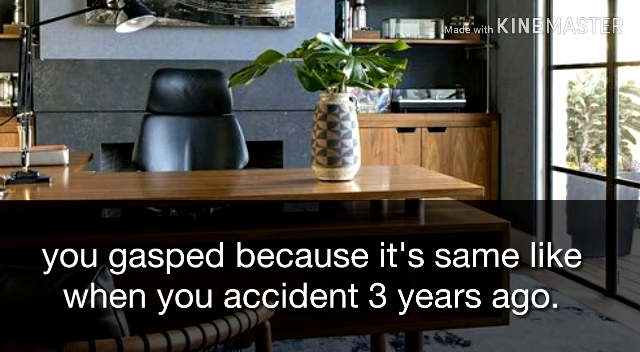 Made with KINEMASTER
you gasped because it's same like
when you accident 3 years ago.